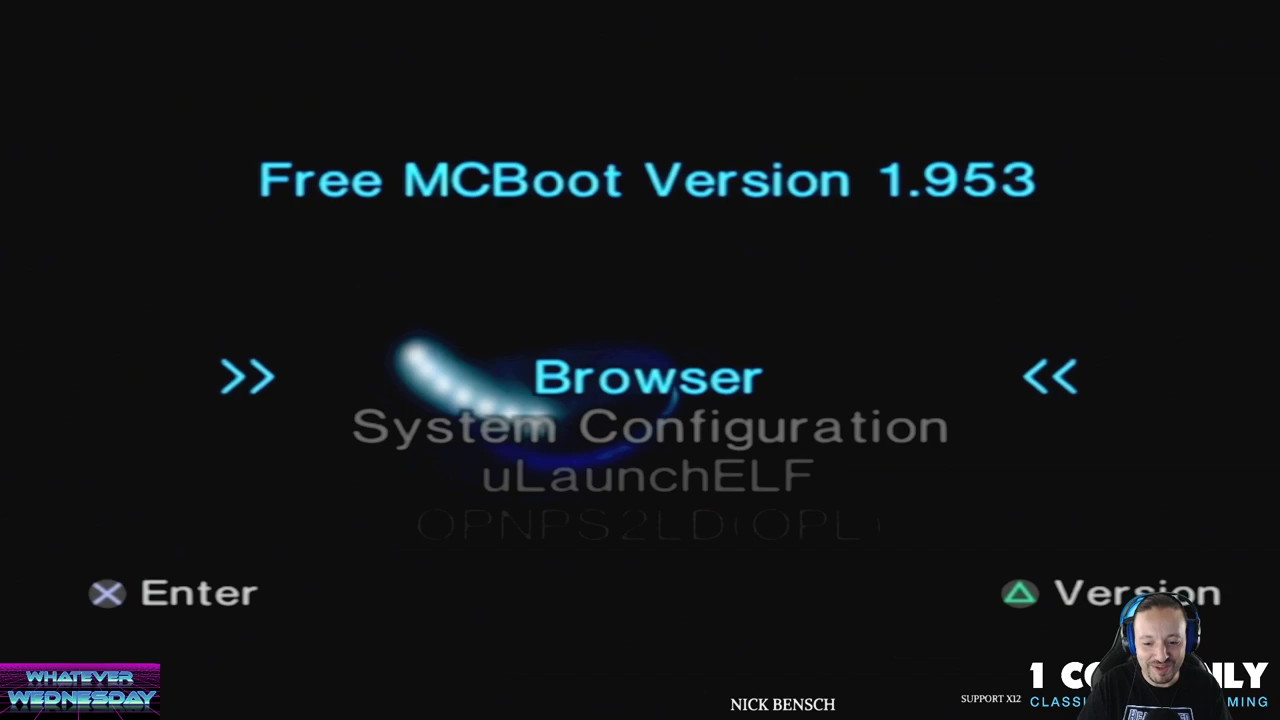 Free MCBoot Version 1.953
>> Browser <<
System Configuration
uLaunchELF
OPNPS2LD(OPL)
Enter
Version
WHATEVER
WEDNESDAY
NICK BENSCH
SUPPORT X12
1